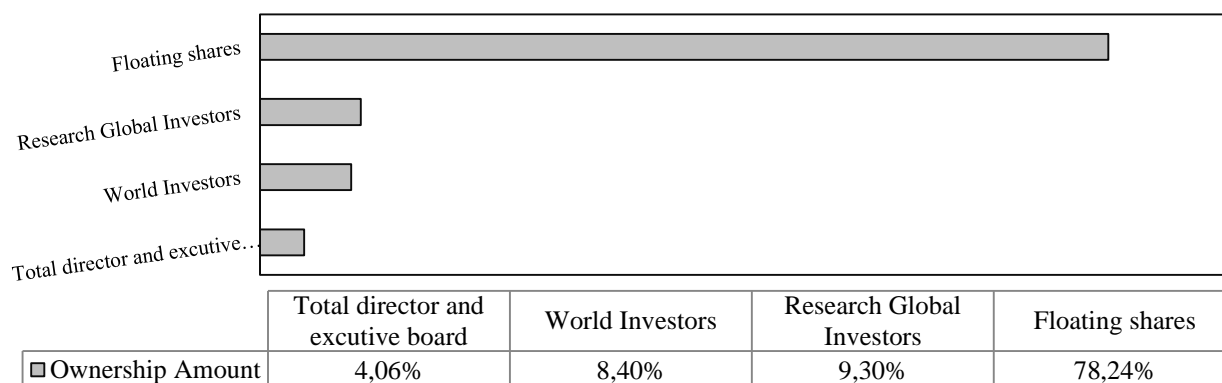 Floating shares
Research Global Investors
World Investors
Total director and excutive…
Total director and
excutive board
World Investors
Research Global
Investors
Floating shares
Ownership Amount 4,06% 8,40% 9,30% 78,24%